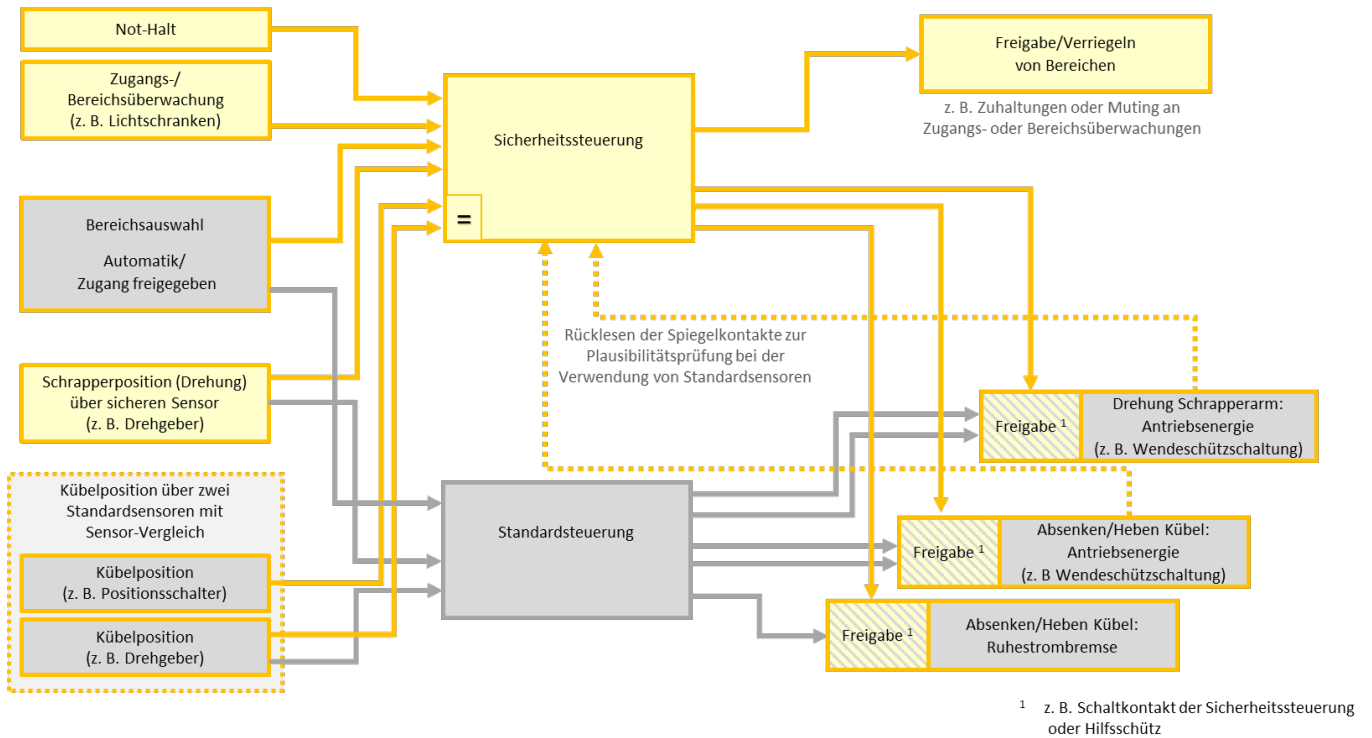 Not-Halt
Zugangs-/
Bereichsüberwachung
(z. B. Lichtschranken)
Bereichsauswahl
Automatik/
Zugang freigegeben
Schrapperposition (Drehung)
über sicheren Sensor
(z. B. Drehgeber)
Kübelposition über zwei
Standardsensoren mit
Sensor-Vergleich
Kübelposition
(z. B. Positionsschalter)
Kübelposition
(z. B. Drehgeber)
Sicherheitssteuerung
=
Rücklesen der Spiegelkontakte zur
Plausibilitätsprüfung bei der
Verwendung von Standardsensoren
Standardsteuerung
Freigabe/Verriegeln
von Bereichen
z. B. Zuhaltungen oder Muting an
Zugangs- oder Bereichsüberwachungen
Freigabe 1
Drehung Schrapperarm:
Antriebsenergie
(z. B. Wendeschützschaltung)
Freigabe 1
Absenken/Heben Kübel:
Antriebsenergie
(z. B Wendeschützschaltung)
Freigabe 1
Absenken/Heben Kübel:
Ruhestrombremse
1 z. B. Schaltkontakt der Sicherheitssteuerung
oder Hilfsschütz